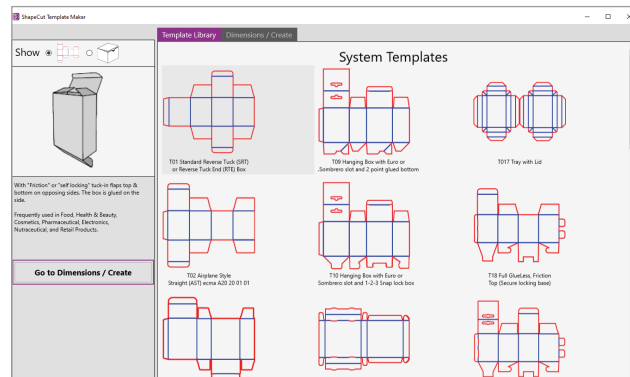 ShapeCut Template Maker
Template Library Dimensions / Create
Show
System Templates
T01 Standard Reverse Tuck (SRT)
or Reverse Tuck End (RTE) Box
T09 Hanging Box with Euro or
.Sombrero slot and 2 point glued bottom
T017 Tray with Lid
With "Friction" or "self locking" tuck-in flaps top &
bottom on opposing sides. The box is glued on the
side.
Frequently used in Food, Health & Beauty,
Cosmetics, Pharmaceutical, Electronics,
Nutraceutical, and Retail Products.
Go to Dimensions / Create
T02 Airplane Style
Straight (AST) ecma A20 20 01 01
T10 Hanging Box with Euro or
Sombrero slot and 1-2-3 Snap lock box
T18 Full GlueLess, Friction
Top (Secure locking base)